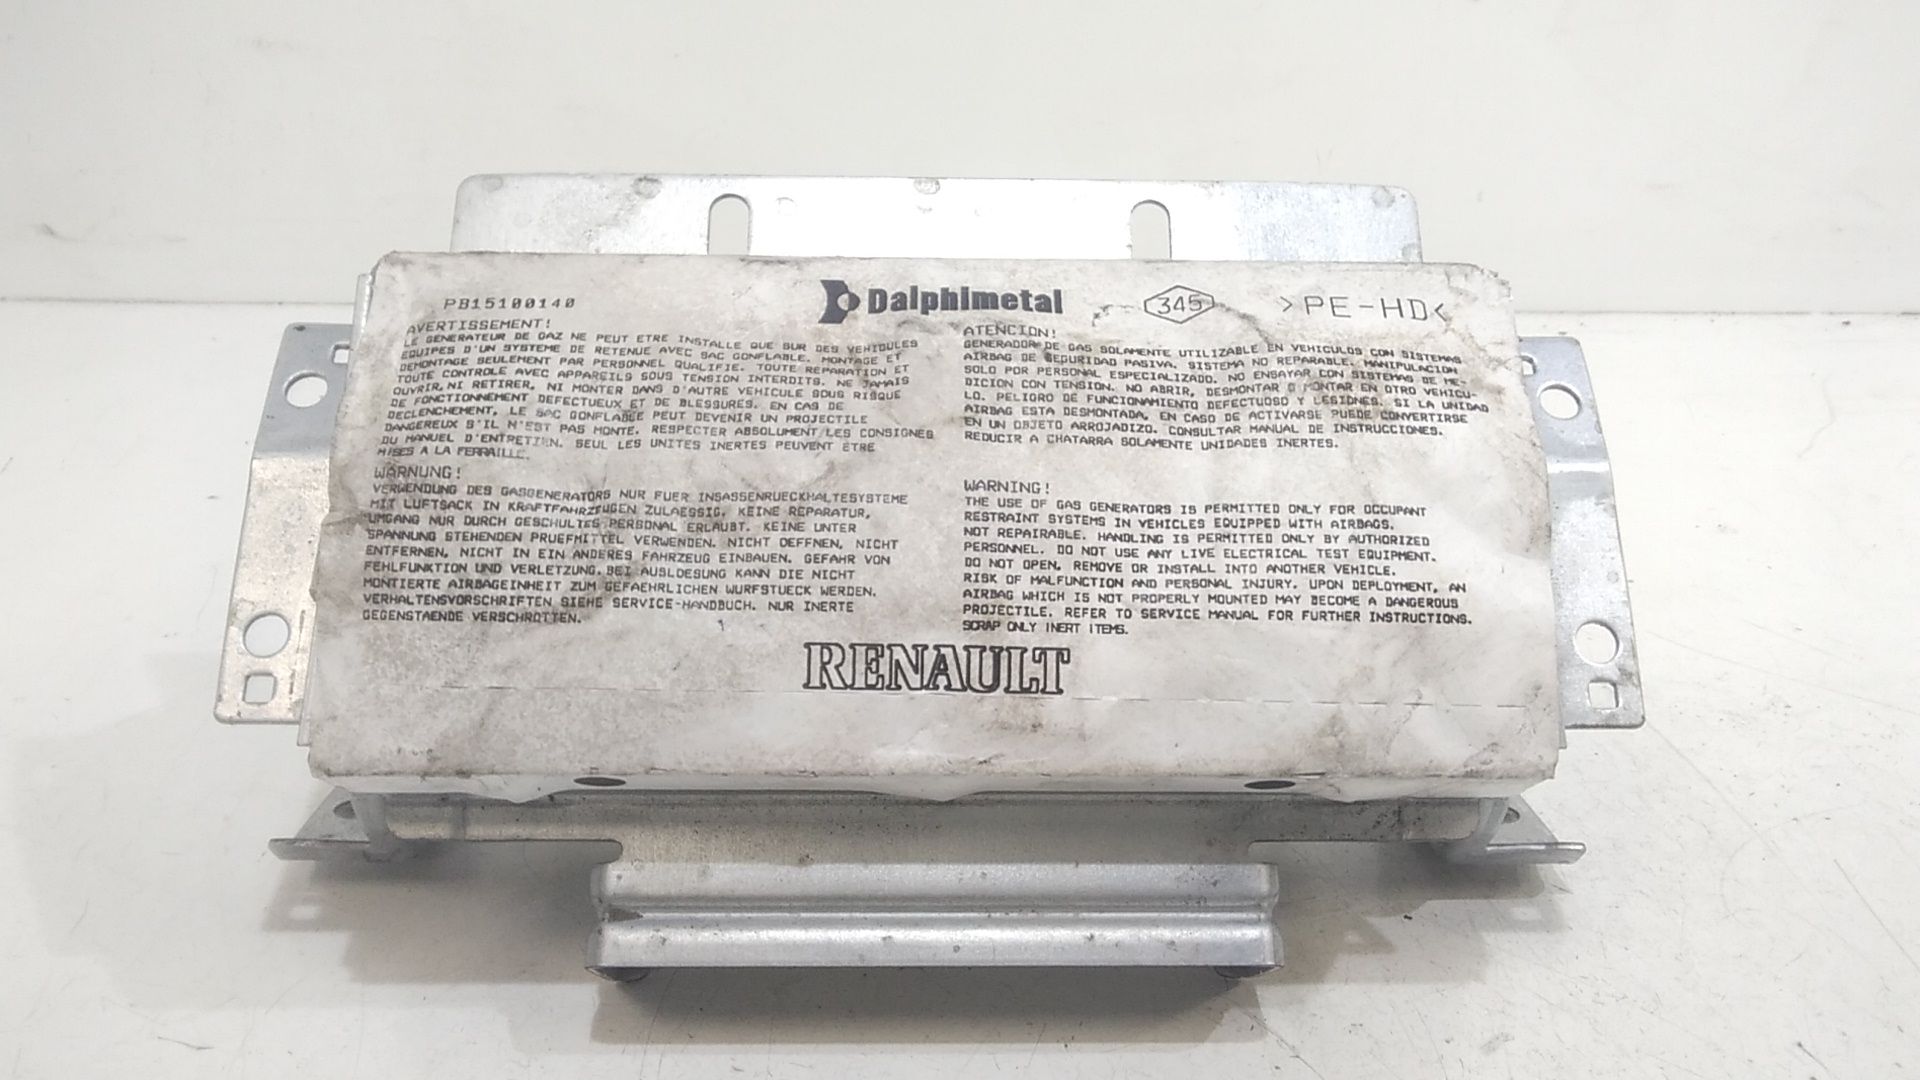 PB15100140
Dalphimetal
345
>PE-HD<
AVERTISSEMENT!
LE GENERATEUR DE GAZ NE PEUT ETRE INSTALLE QUE SUR DES VEHICULES
EQUIPES D'UN SYSTEME DE RETENUE AVEC SAC GONFLABLE. MONTAGE ET
DEMONTAGE SEULEMENT PAR PERSONNEL QUALIFIE. TOUTE REPARATION ET
TOUTE CONTROLE AVEC APPAREILS SOUS TENSION INTERDITS. NE JAMAIS
OUVRIR, NI RETIRER, NI MONTER DANS D'AUTRE VEHICULE SOUS RISQUE
DE FONCTIONNEMENT DEFECTUEUX ET DE BLESSURES. EN CAS DE
DECLENCHEMENT, LE SAC GONFLABLE PEUT DEVENIR UN PROJECTILE
DANGEREUX S'IL N'EST PAS MONTE. RESPECTER ABSOLUMENT LES CONSIGNES
DU MANUEL D'ENTRETIEN. SEUL LES UNITES INERTES PEUVENT ETRE
MISES A LA FERRAILLE.
WARNUNG!
VERWENDUNG DES GASGENERATORS NUR FUER INSASSENRUECKHALTESYSTEME
MIT LUFTSACK IN KRAFTFAHRZEUGEN ZULAESSIG. KEINE REPARATUR,
UMGANG NUR DURCH GESCHULTES PERSONAL ERLAUBT. KEINE UNTER
SPANNUNG STEHENDEN PRUEFMITTEL VERWENDEN. NICHT OEFFNEN, NICHT
ENTFERNEN, NICHT IN EIN ANDERES FAHRZEUG EINBAUEN. GEFAHR VON
FEHLFUNKTION UND VERLETZUNG. BEI AUSLOESUNG KANN DIE NICHT
MONTIERTE AIRBAGEINHEIT ZUM GEFAEHRLICHEN WURFSTUECK WERDEN.
VERHALTENSVORSCHRIFTEN SIEHE SERVICE-HANDBUCH. NUR INERTE
GEGENSTAENDE VERSCHROTTEN.
ATENCION!
GENERADOR DE GAS SOLAMENTE UTILIZABLE EN VEHICULOS CON SISTEMAS
AIRBAG DE SEGURIDAD PASIVA. SISTEMA NO REPARABLE. MANIPULACION
SOLO POR PERSONAL ESPECIALIZADO. NO ENSAYAR CON SISTEMAS DE ME-
DICION CON TENSION. NO ABRIR, DESMONTAR O MONTAR EN OTRO VEHICU-
LO. PELIGRO DE FUNCIONAMIENTO DEFECTUOSO Y LESIONES. SI LA UNIDAD
AIRBAG ESTA DESMONTADA, EN CASO DE ACTIVARSE PUEDE CONVERTIRSE
EN UN OBJETO ARROJADIZO. CONSULTAR MANUAL DE INSTRUCCIONES.
REDUCIR A CHATARRA SOLAMENTE UNIDADES INERTES.
WARNING!
THE USE OF GAS GENERATORS IS PERMITTED ONLY FOR OCCUPANT
RESTRAINT SYSTEMS IN VEHICLES EQUIPPED WITH AIRBAGS.
NOT REPAIRABLE. HANDLING IS PERMITTED ONLY BY AUTHORIZED
PERSONNEL. DO NOT USE ANY LIVE ELECTRICAL TEST EQUIPMENT.
DO NOT OPEN, REMOVE OR INSTALL INTO ANOTHER VEHICLE.
RISK OF MALFUNCTION AND PERSONAL INJURY. UPON DEPLOYMENT, AN
AIRBAG WHICH IS NOT PROPERLY MOUNTED MAY BECOME A DANGEROUS
PROJECTILE. REFER TO SERVICE MANUAL FOR FURTHER INSTRUCTIONS.
SCRAP ONLY INERT ITEMS.
RENAULT